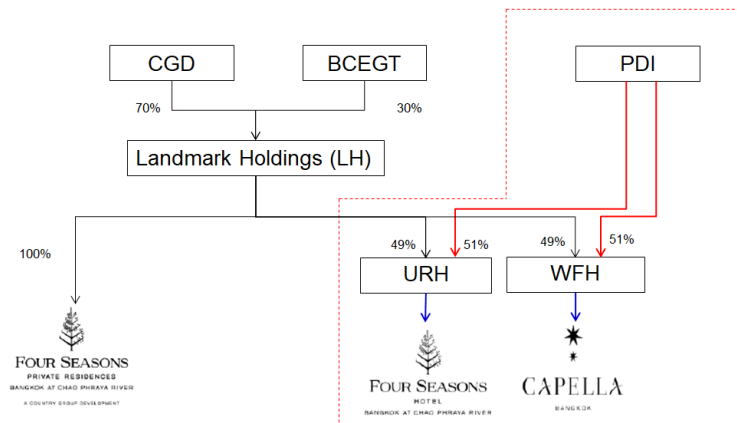 CGD
BCEGT
PDI
70%
30%
Landmark Holdings (LH)
100%
49%
51%
49%
51%
URH
WFH
FOUR SEASONS
PRIVATE RESIDENCES
BANGKOK AT CHAO PHRAYA RIVER
A COUNTRY GROUP DEVELOPMENT
FOUR SEASONS
HOTEL
BANGKOK AT CHAO PHRAYA RIVER
CAPELLA
BANGKOK